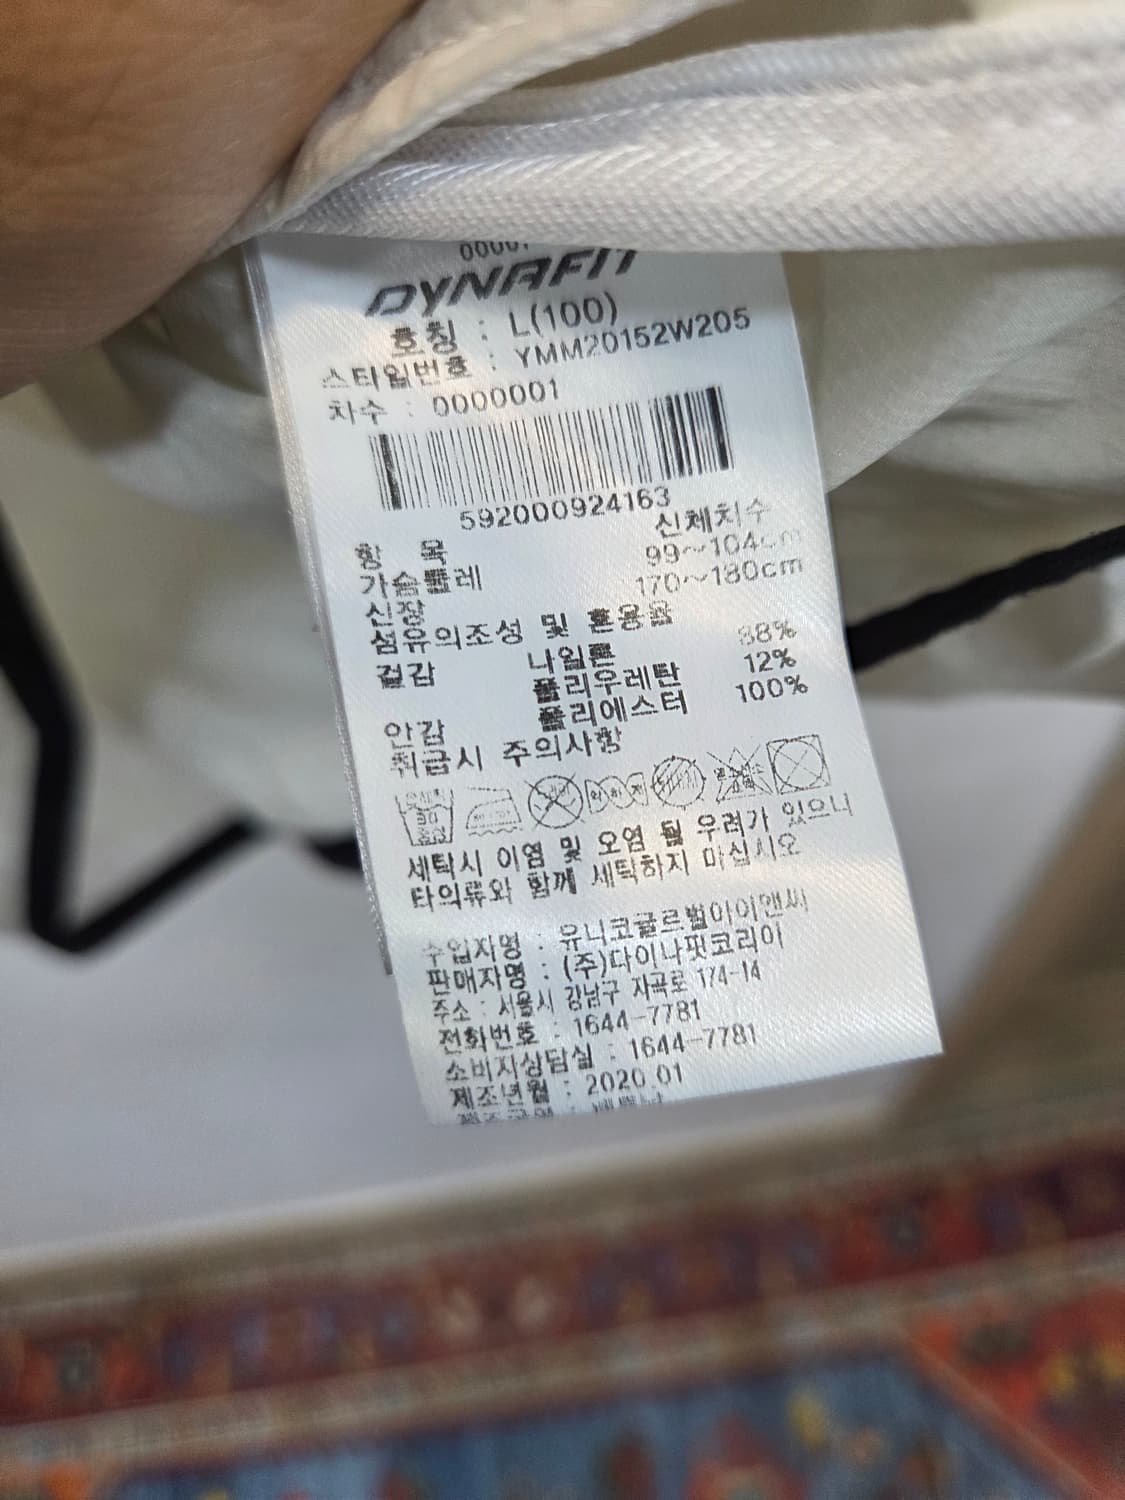 DYNAFIT
호칭 : L(100)
스타일번호 : YMM20152W205
차수 : 0000001
592000924163
항 목 신체치수
가슴둘레 99~104cm
신장 170~180cm
섬유의조성 및 혼용율
겉감 나일론 88%
폴리우레탄 12%
안감 폴리에스터 100%
취급시 주의사항
세탁시 이염 및 오염 될 우려가 있으니
타의류와 함께 세탁하지 마십시오
수입자명 : 유니코글로벌아이앤씨
판매자명 : (주)다이나핏코리아
주소 : 서울시 강남구 자곡로 174-14
전화번호 : 1644-7781
소비자상담실 : 1644-7781
제조년월 : 2020.01